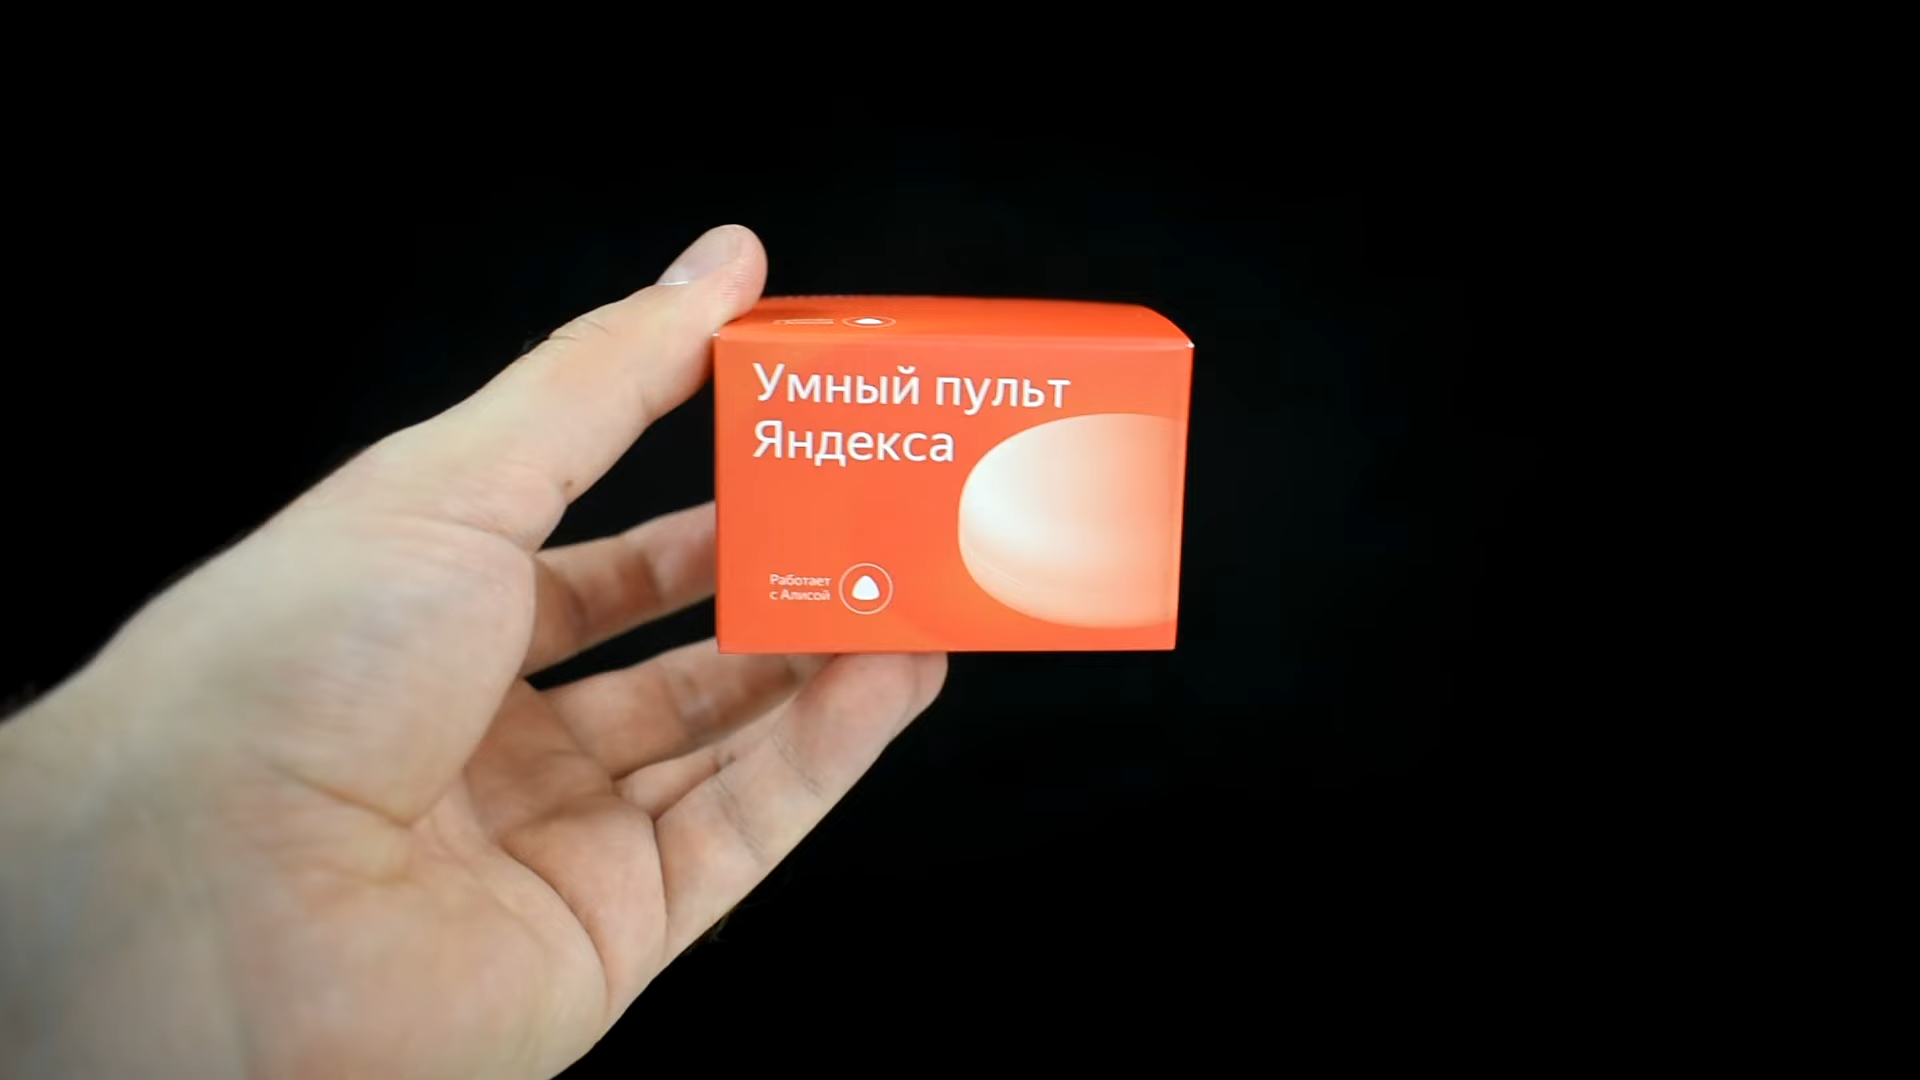 Умный пульт
Яндекса
Работает
с Алисой